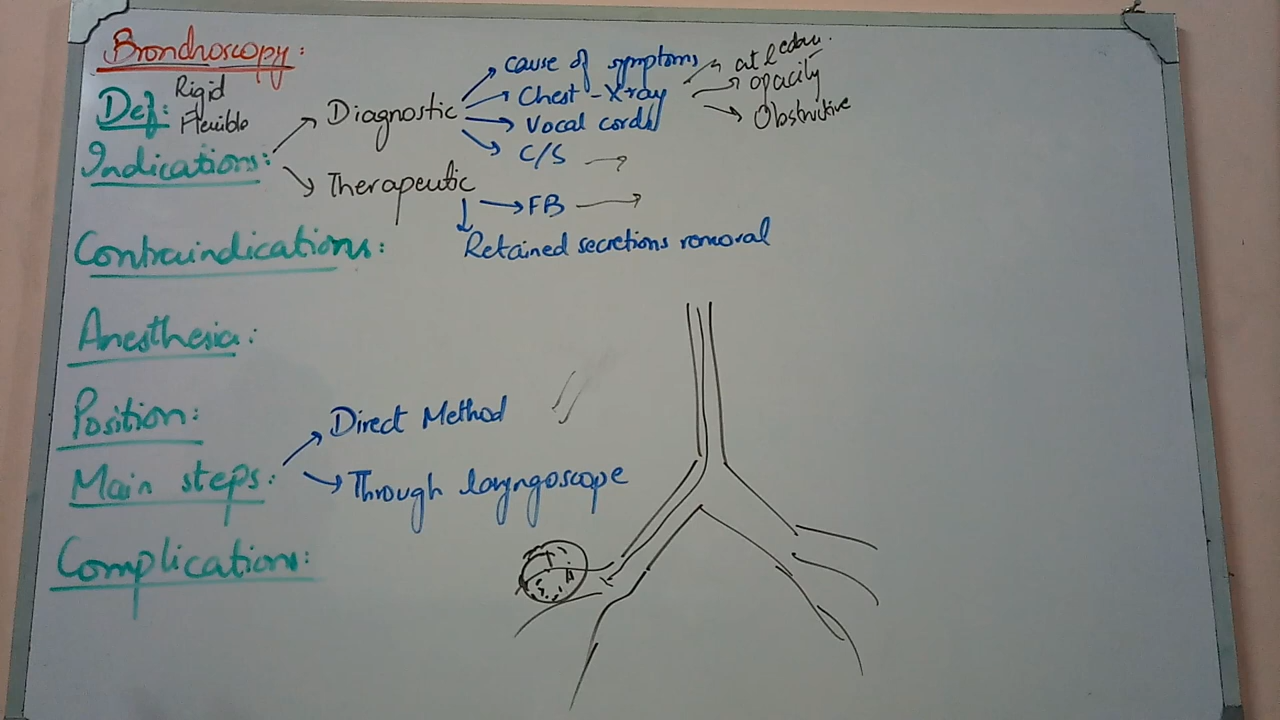 Bronchoscopy:
Def: Rigid
Flexible
Indications:
Diagnostic
cause of symptoms
Chest-Xray
opacity
Obstructive
Vocal cords
C/S
Therapeutic
FB
Retained secretions removal
Contraindications:
Anesthesia:
Position:
Main steps:
Direct Method
Through laryngoscope
Complications: